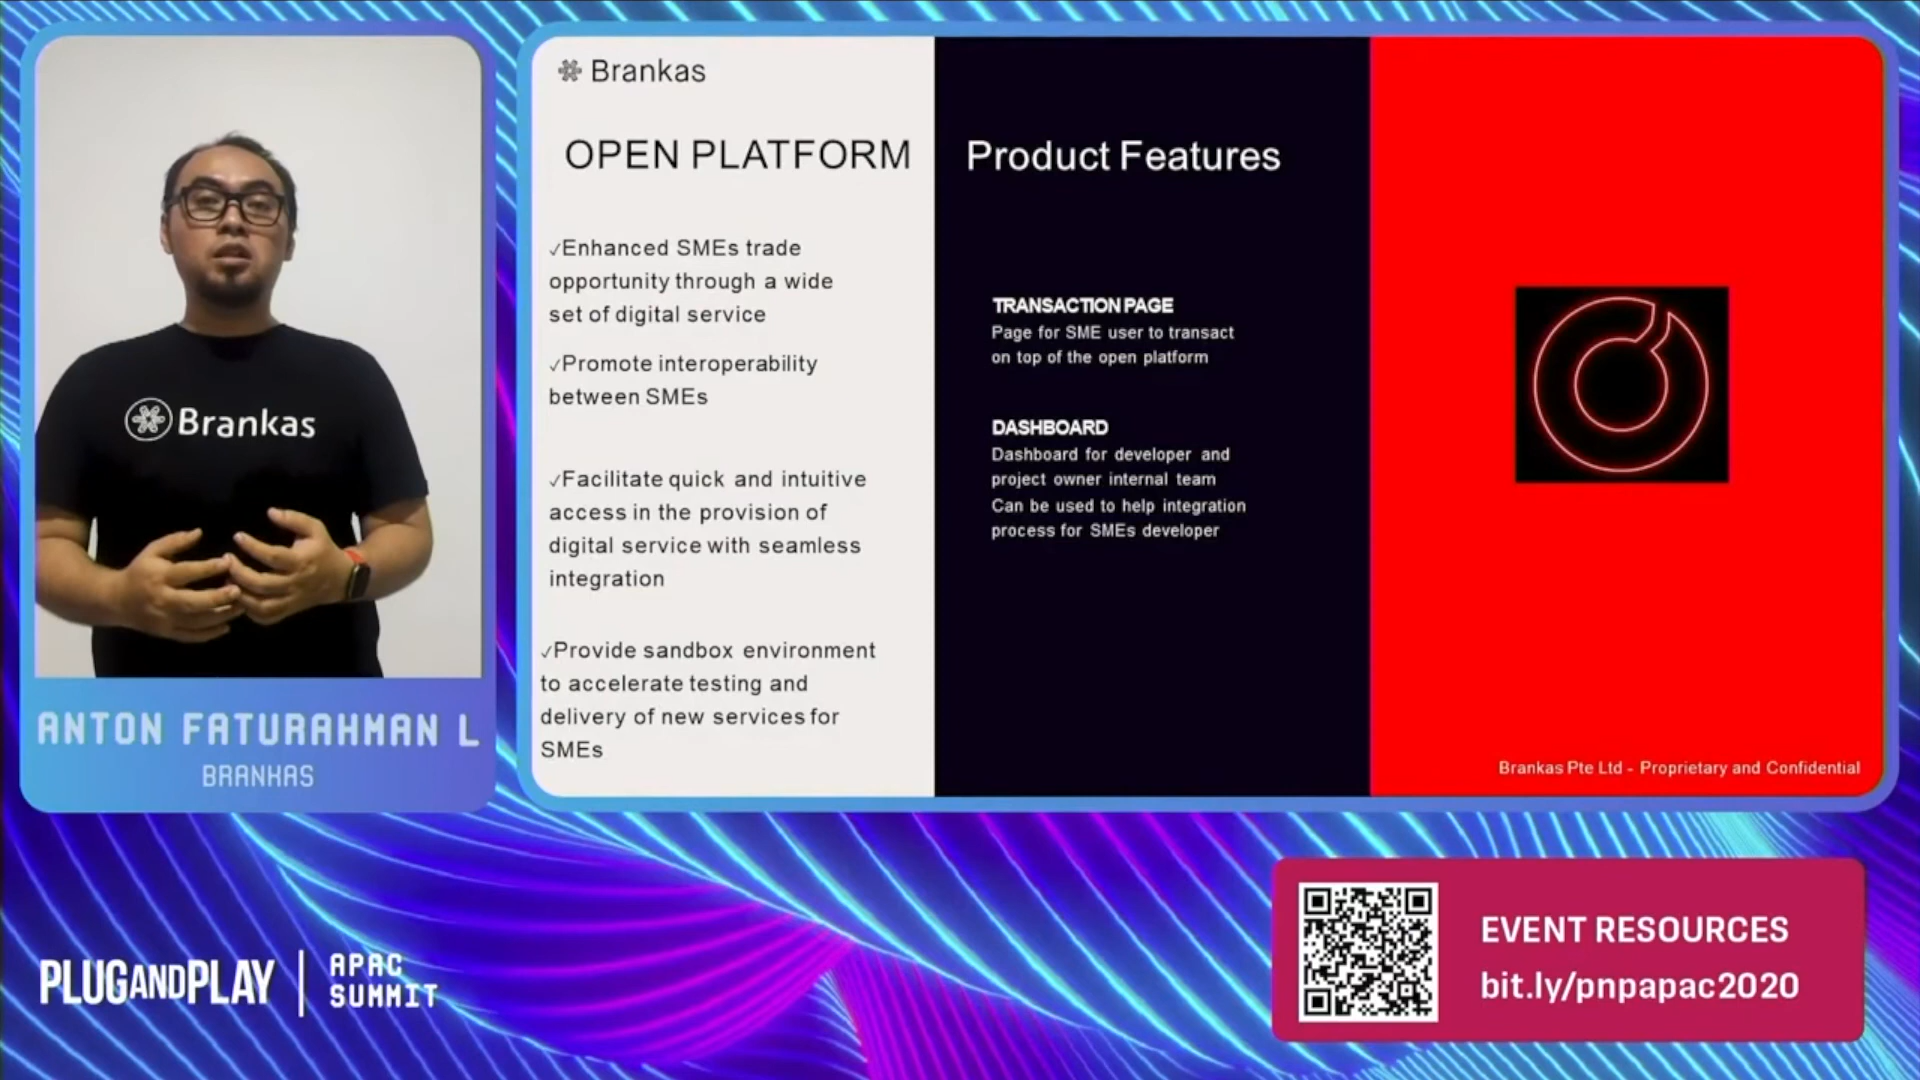 Brankas
ANTON FATURAHMAN L
BRANKAS
Brankas
OPEN PLATFORM
✓Enhanced SMEs trade
opportunity through a wide
set of digital service
✓Promote interoperability
between SMEs
✓Facilitate quick and intuitive
access in the provision of
digital service with seamless
integration
✓Provide sandbox environment
to accelerate testing and
delivery of new services for
SMEs
Product Features
TRANSACTION PAGE
Page for SME user to transact
on top of the open platform
DASHBOARD
Dashboard for developer and
project owner internal team
Can be used to help integration
process for SMEs developer
Brankas Pte Ltd - Proprietary and Confidential
PLUGANDPLAY
APAC
SUMMIT
EVENT RESOURCES
bit.ly/pnpapac2020